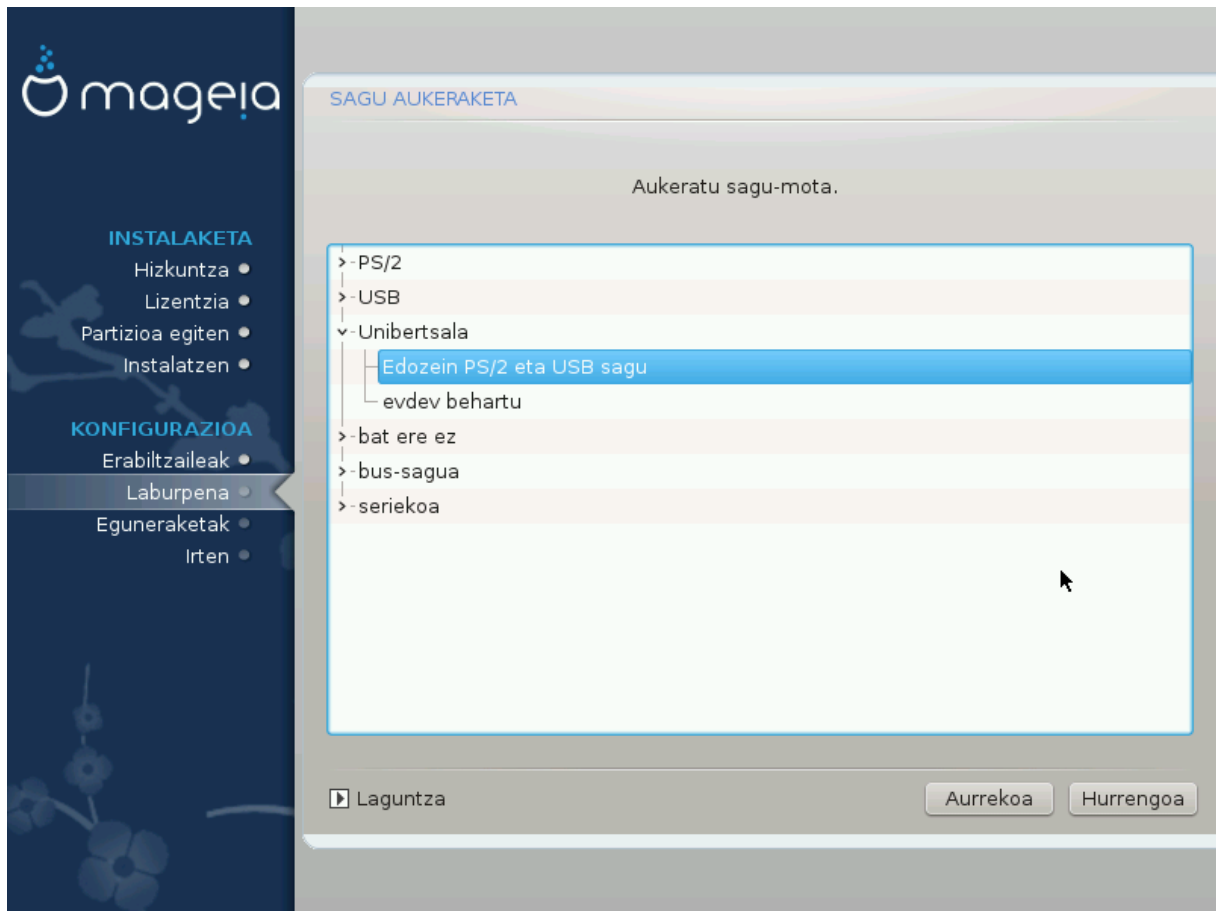 mageia
INSTALAKETA
Hizkuntza
Lizentzia
Partizioa egiten
Instalatzen
KONFIGURAZIOA
Erabiltzaileak
Laburpena
Eguneraketak
Irten
SAGU AUKERAKETA
Aukeratu sagu-mota.
PS/2
USB
Unibertsala
Edozein PS/2 eta USB sagu
evdev behartu
bat ere ez
bus-sagua
seriekoa
Laguntza
Aurrekoa
Hurrengoa